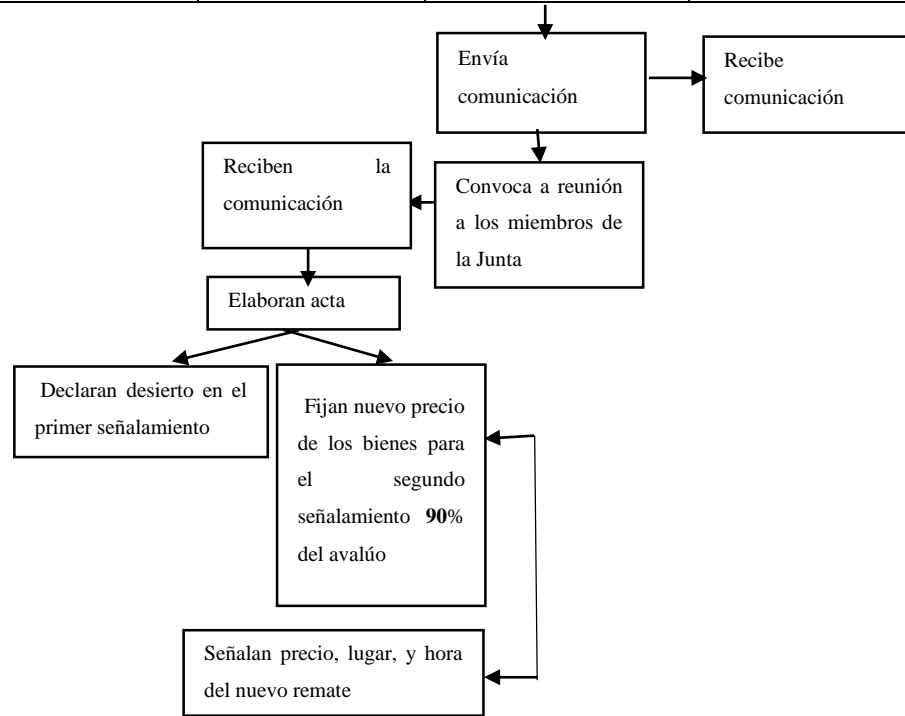 Envía
comunicación
Recibe
comunicación
Reciben la
comunicación
Convoca a reunión
a los miembros de
la Junta
Elaboran acta
Declaran desierto en el
primer señalamiento
Fijan nuevo precio
de los bienes para
el segundo
señalamiento 90%
del avalúo
Señalan precio, lugar, y hora
del nuevo remate